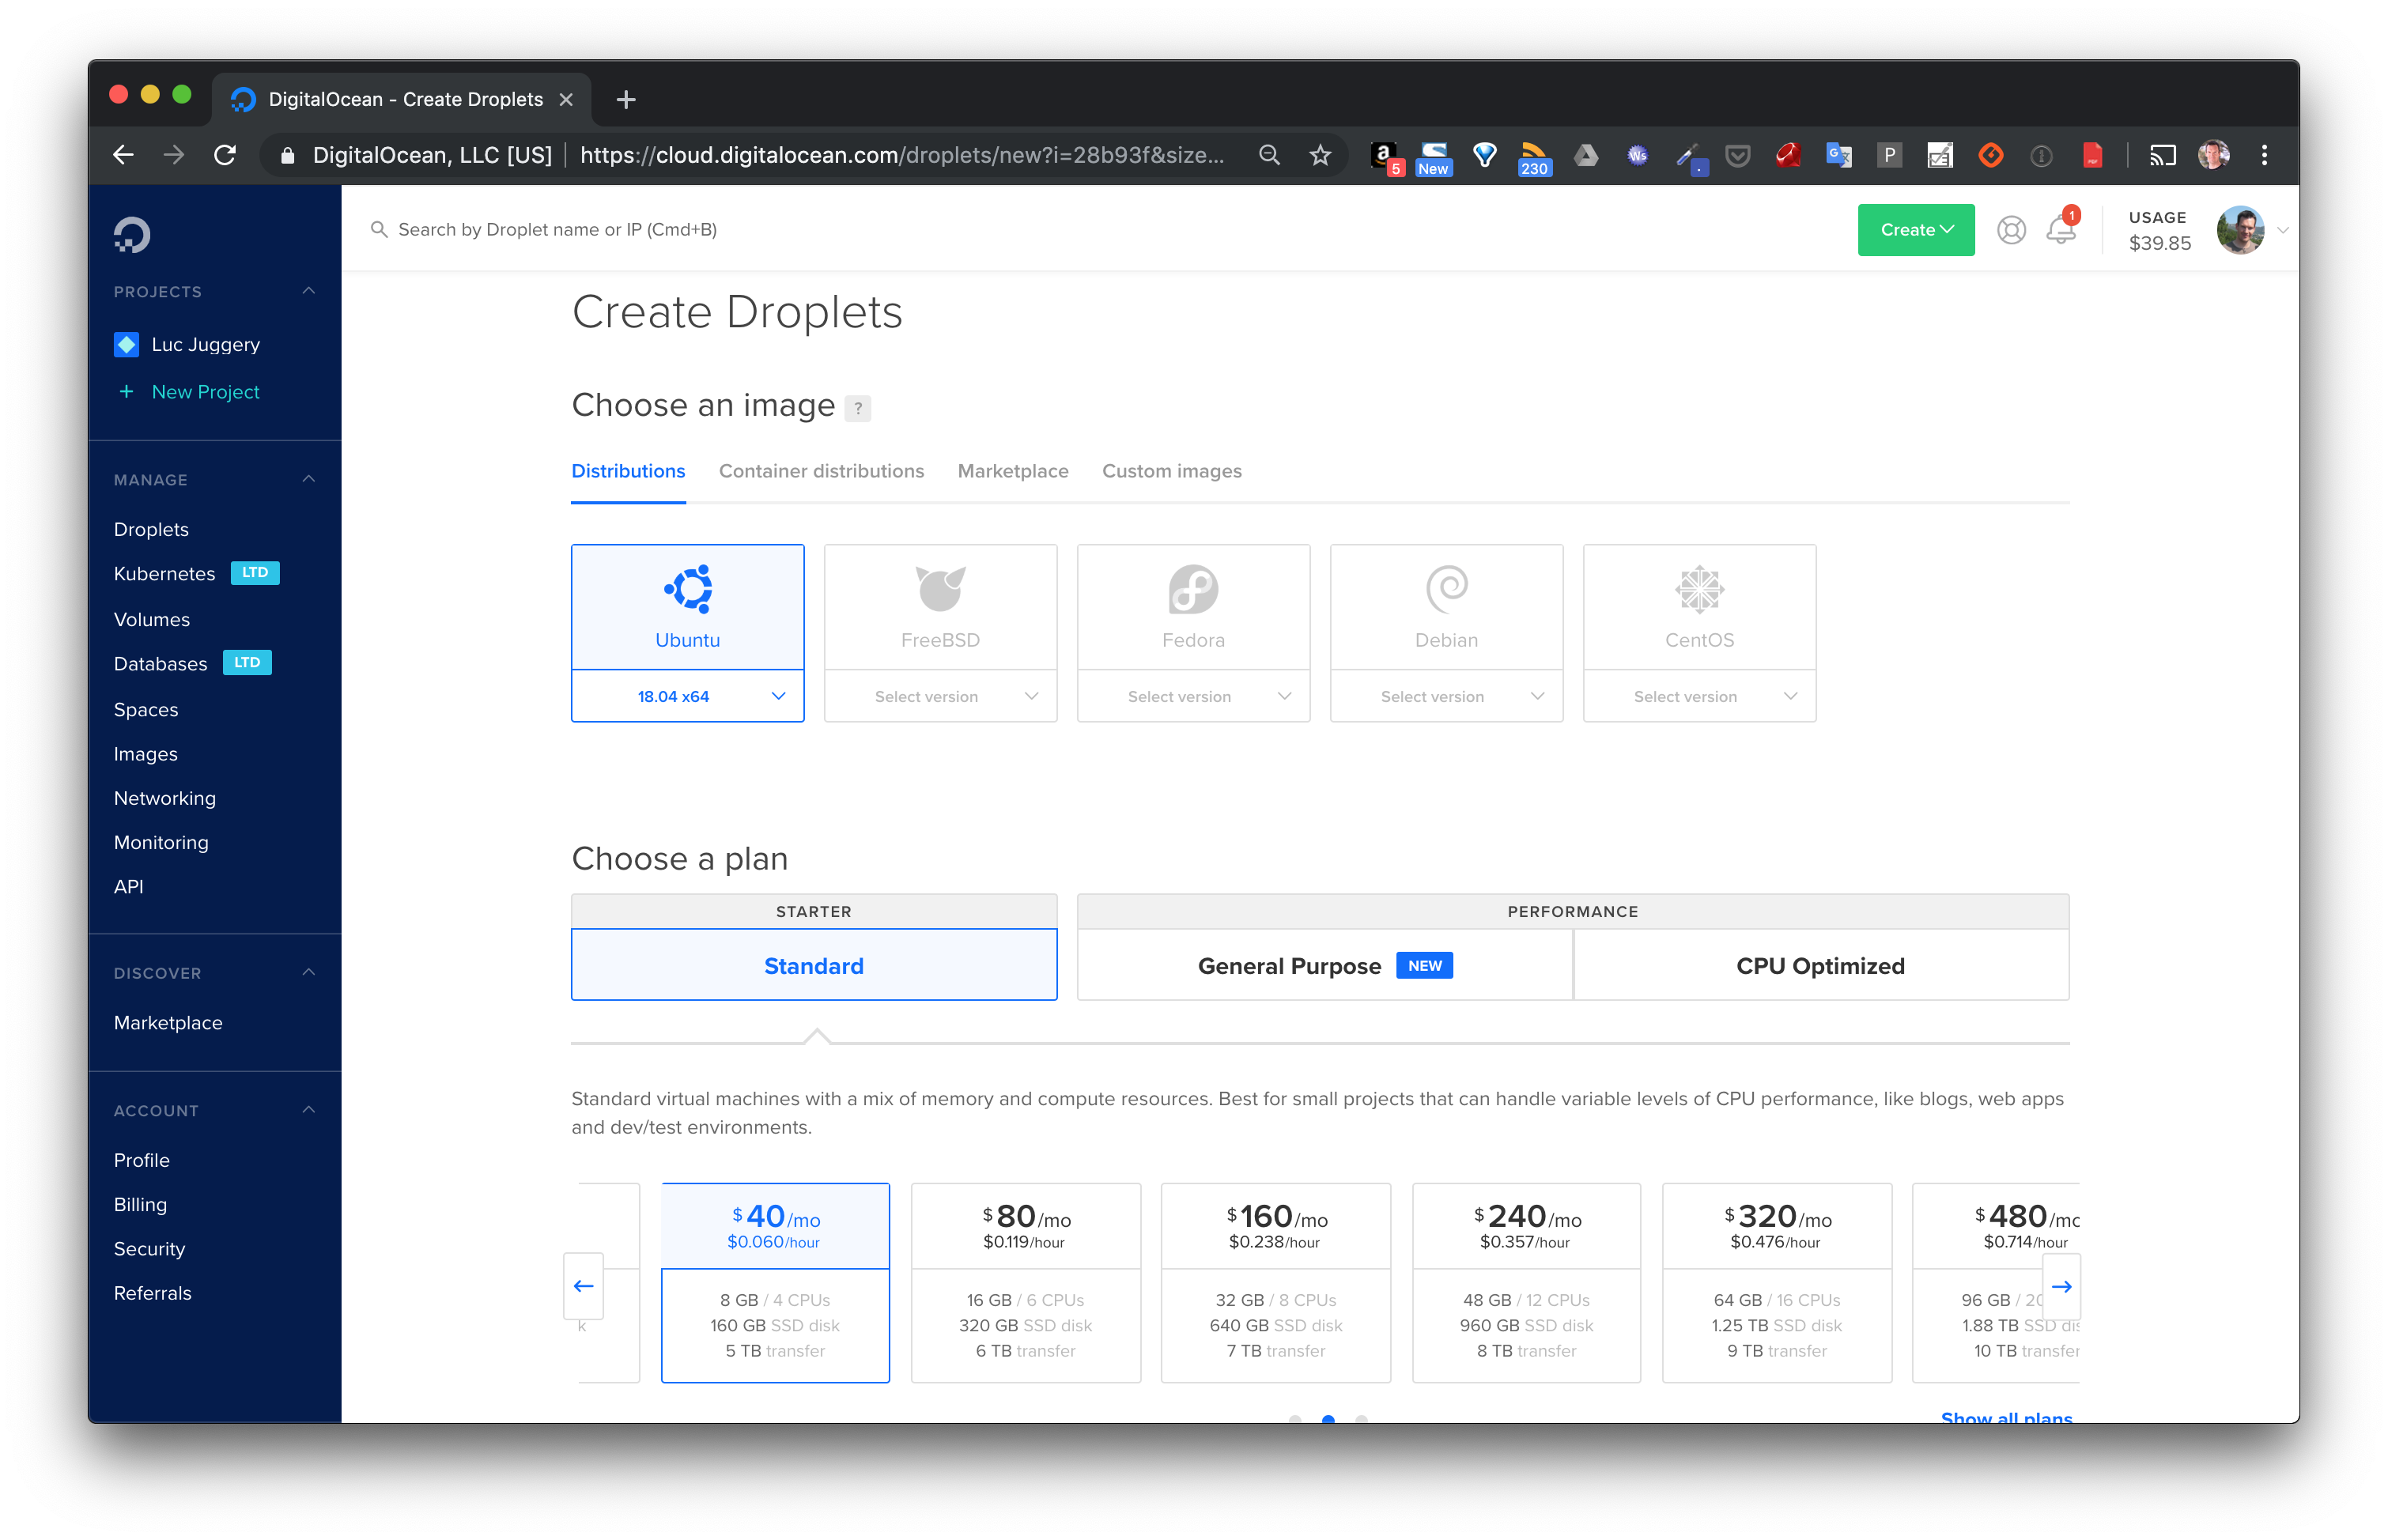 DigitalOcean - Create Droplets
DigitalOcean, LLC [US] https://cloud.digitalocean.com/droplets/new?i=28b93f&size...
5
New
230
Ws
G
P
Search by Droplet name or IP (Cmd+B)
Create
1
USAGE
$39.85
PROJECTS
Luc Juggery
+ New Project
MANAGE
Droplets
Kubernetes LTD
Volumes
Databases LTD
Spaces
Images
Networking
Monitoring
API
DISCOVER
Marketplace
ACCOUNT
Profile
Billing
Security
Referrals
Create Droplets
Choose an image ?
Distributions Container distributions Marketplace Custom images
Ubuntu FreeBSD Fedora Debian CentOS
18.04 x64 Select version Select version Select version Select version
Choose a plan
STARTER PERFORMANCE
Standard General Purpose NEW CPU Optimized
Standard virtual machines with a mix of memory and compute resources. Best for small projects that can handle variable levels of CPU performance, like blogs, web apps
and dev/test environments.
$40/mo $80/mo $160/mo $240/mo $320/mo $480/mo
$0.060/hour $0.119/hour $0.238/hour $0.357/hour $0.476/hour $0.714/hour
8 GB / 4 CPUs 16 GB / 6 CPUs 32 GB / 8 CPUs 48 GB / 12 CPUs 64 GB / 16 CPUs 96 GB / 20
k 160 GB SSD disk 320 GB SSD disk 640 GB SSD disk 960 GB SSD disk 1.25 TB SSD disk 1.88 TB SSD dis
5 TB transfer 6 TB transfer 7 TB transfer 8 TB transfer 9 TB transfer 10 TB transfer
Show all plans